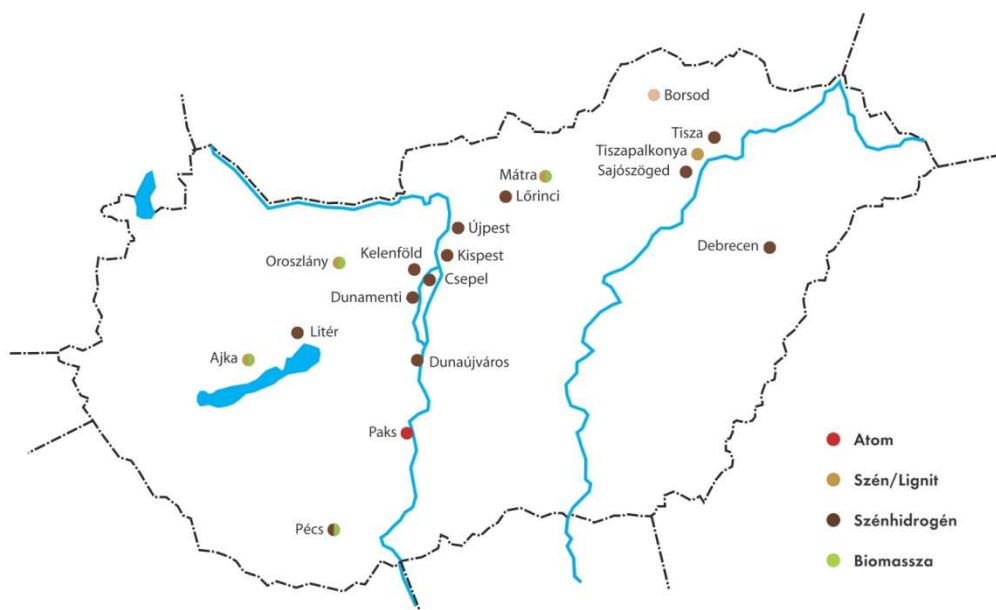 Borsod
Tisza
Tiszapalkonya
Sajószöged
Mátra
Lőrinci
Újpest
Kelenföld
Kispest
Debrecen
Oroszlány
Csepel
Dunamenti
Litér
Ajka
Dunaújváros
Paks
Atom
Szén/Lignit
Szénhidrogén
Pécs
Biomassza